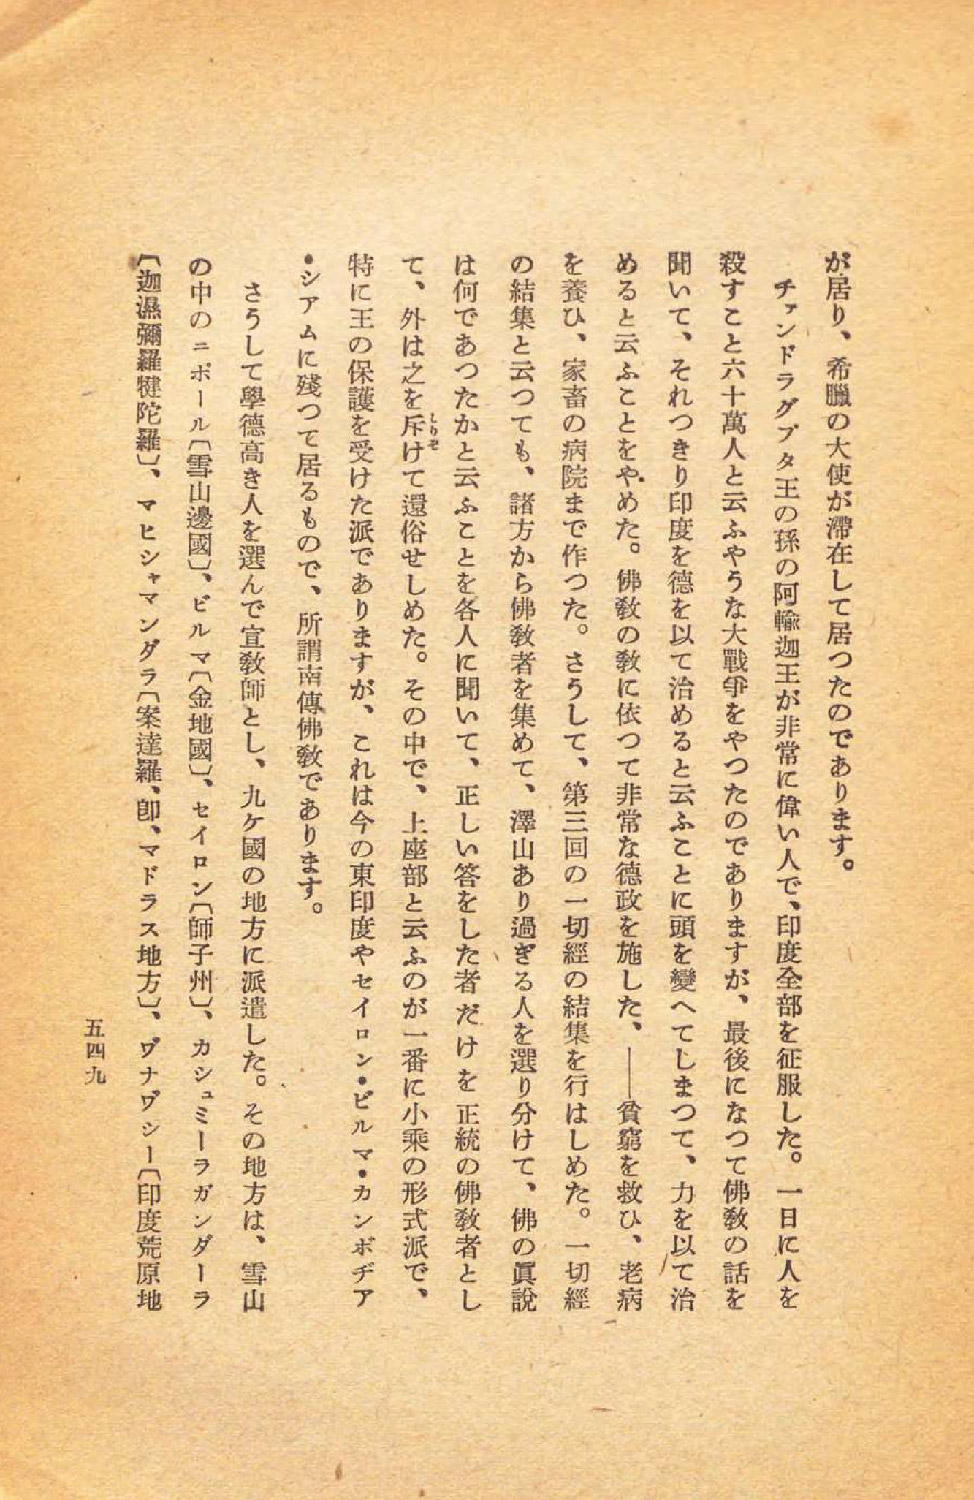 が居り、希臘の大使が滯在して居つたのであります。
チャンドラグプタ王の孫の阿輸迦王が非常に偉い人で、印度全部を征服した。一日に人を
殺すこと六十萬人と云ふやうな大戰爭をやつたのでありますが、最後になつて佛敎の話を
聞いて、それつきり印度を德を以て治めると云ふことに頭を變へてしまつて、力を以て治
めると云ふことをやめた。佛敎の敎に依つて非常な德政を施した、――貧窮を救ひ、老病
を養ひ、家畜の病院まで作つた。さうして、第三回の一切經の結集を行はしめた。一切經
の結集と云つても、諸方から佛敎者を集めて、澤山あり過ぎる人を選り分けて、佛の眞說
は何であつたかと云ふことを各人に聞いて、正しい答をした者だけを正統の佛敎者とし
て、外は之を斥けて還俗せしめた。その中で、上座部と云ふのが一番に小乘の形式派で、
しりぞ
特に王の保護を受けた派でありますが、これは今の東印度やセイロン・ビルマ・カンボヂア
・シアムに殘つて居るもので、所謂南傳佛敎であります。
さうして學德高き人を選んで宣敎師とし、九ケ國の地方に派遣した。その地方は、雪山
の中のニポール〔雪山邊國〕、ビルマ〔金地國〕、セイロン〔師子州〕、カシュミーラガンダーラ
〔迦濕彌羅犍陀羅〕、マヒシャマンダラ〔案達羅、卽、マドラス地方〕、ヷナヷシー〔印度荒原地
五四九